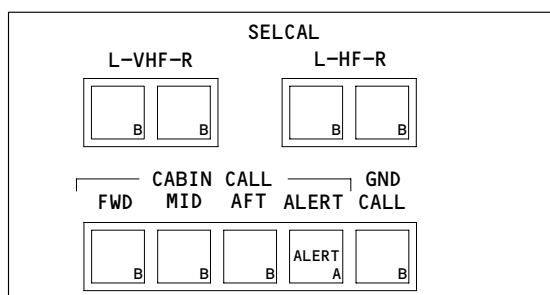 SELCAL
L-VHF-R L-HF-R
B B B B
CABIN CALL GND
FWD MID AFT ALERT CALL
ALERT
B B B A B